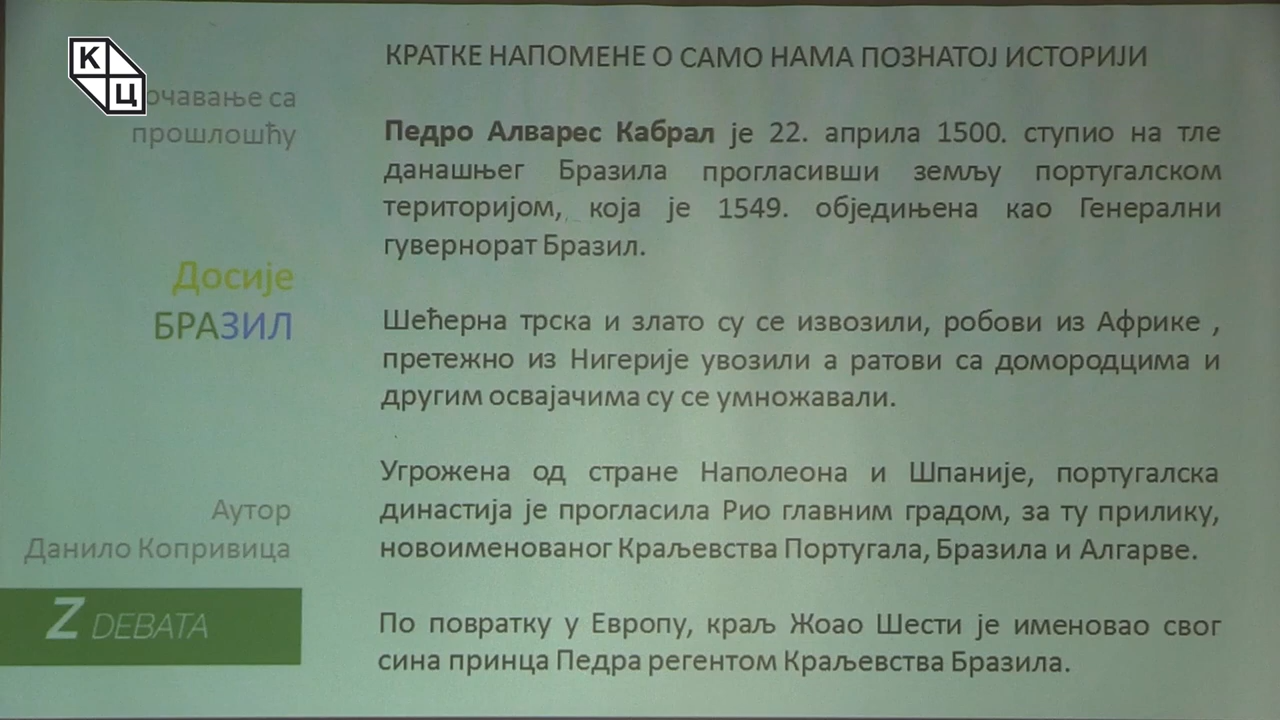 К
Ц
очавање са
прошлошћу
Досије
БРАЗИЛ
Аутор
Данило Копривица
Z DEBATA
КРАТКЕ НАПОМЕНЕ О САМО НАМА ПОЗНАТОЈ ИСТОРИЈИ
Педро Алварес Кабрал је 22. априла 1500. ступио на тле
данашњег Бразила прогласивши земљу португалском
територијом, која је 1549. обједињена као Генерални
гувернорат Бразил.
Шећерна трска и злато су се извозили, робови из Африке ,
претежно из Нигерије увозили а ратови са домородцима и
другим освајачима су се умножавали.
Угрожена од стране Наполеона и Шпаније, португалска
династија је прогласила Рио главним градом, за ту прилику,
новоименованог Краљевства Португала, Бразила и Алгарве.
По повратку у Европу, краљ Жоао Шести је именовао свог
сина принца Педра регентом Краљевства Бразила.